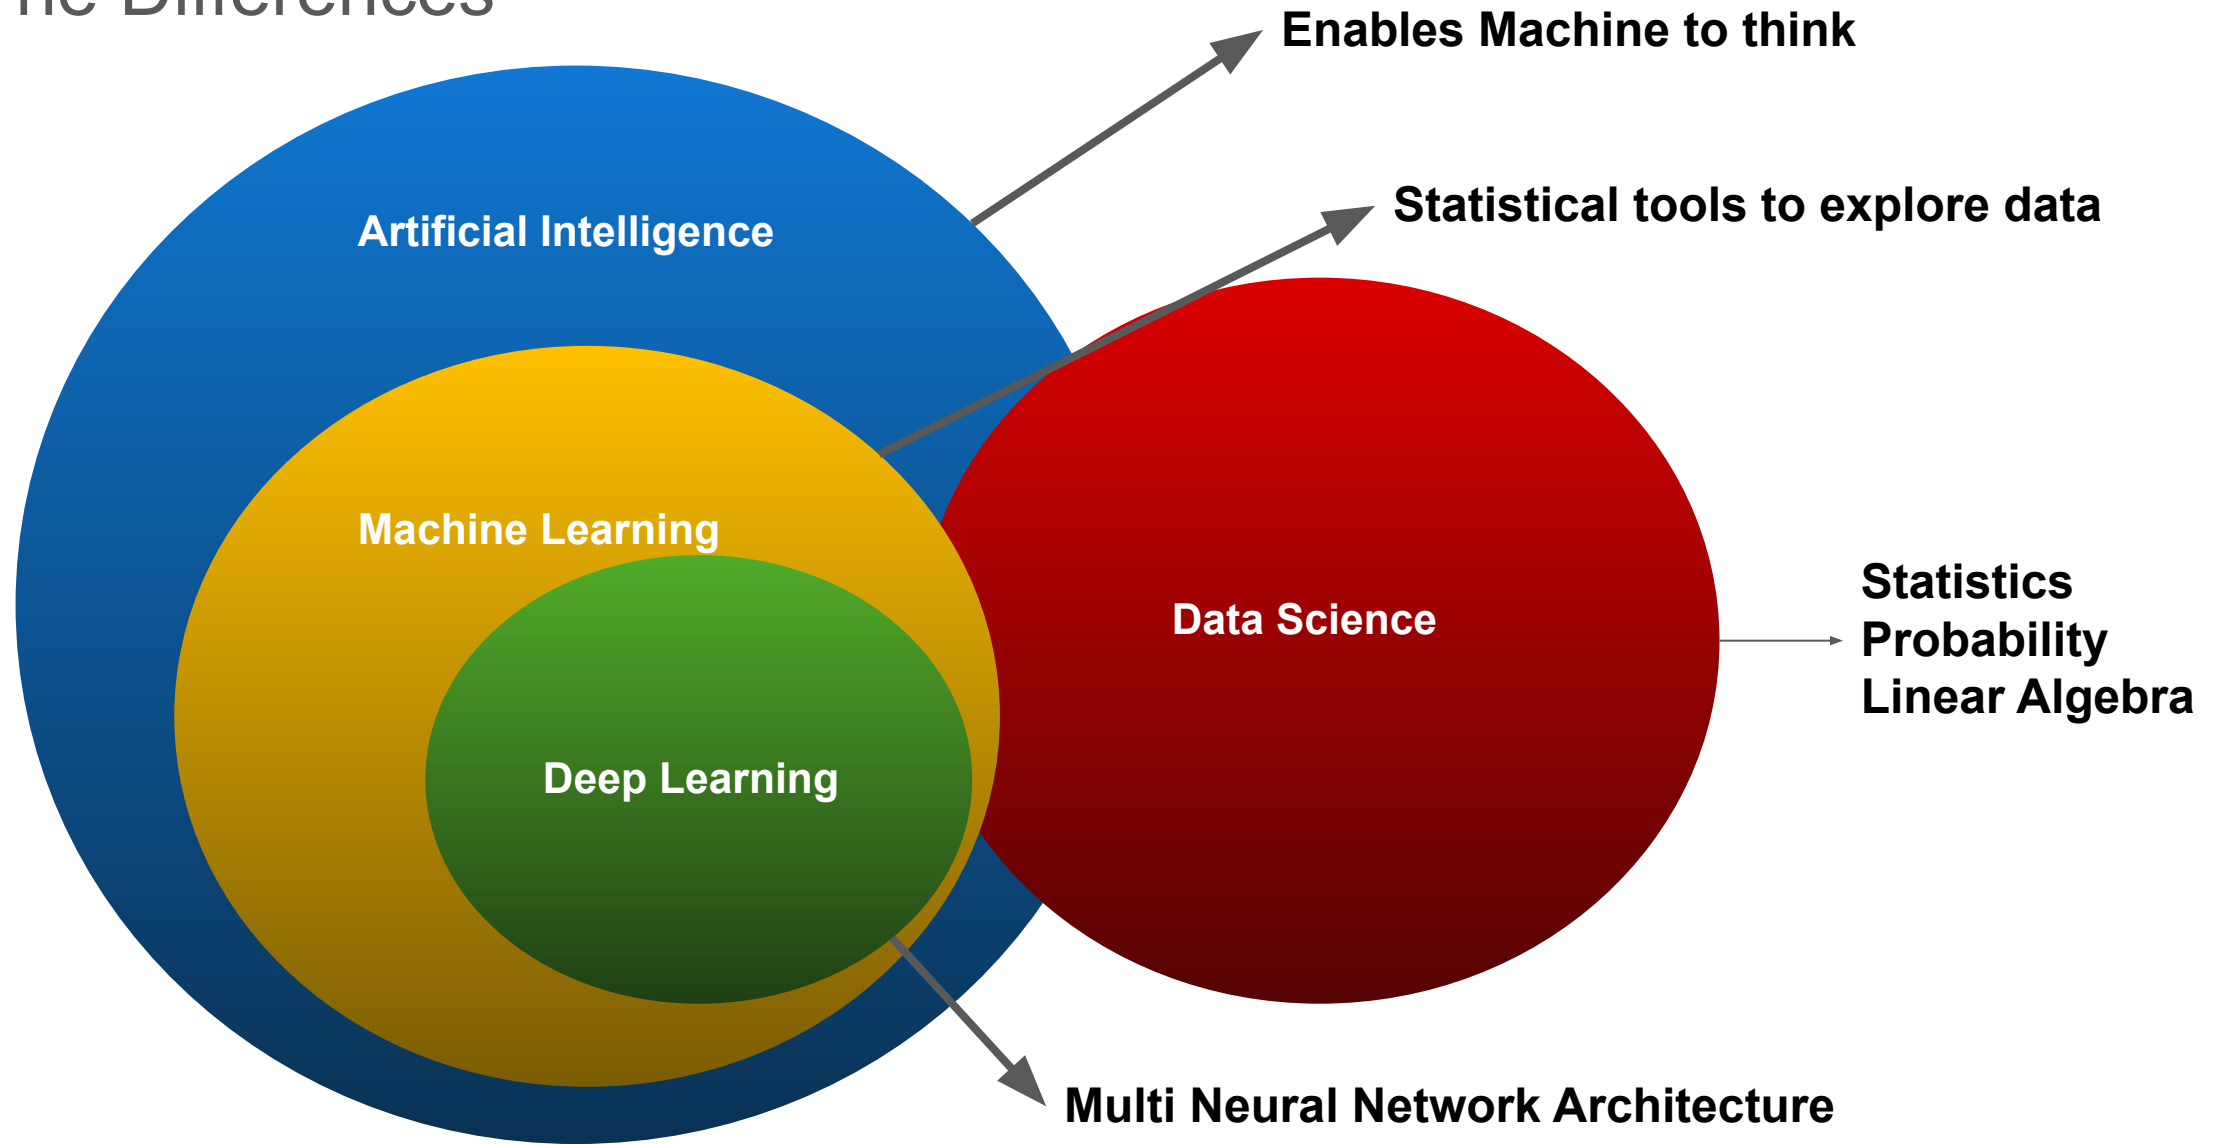 Differences
Enables Machine to think
Statistical tools to explore data
Artificial Intelligence
Machine Learning
Data Science
Statistics
Probability
Linear Algebra
Deep Learning
Multi Neural Network Architecture